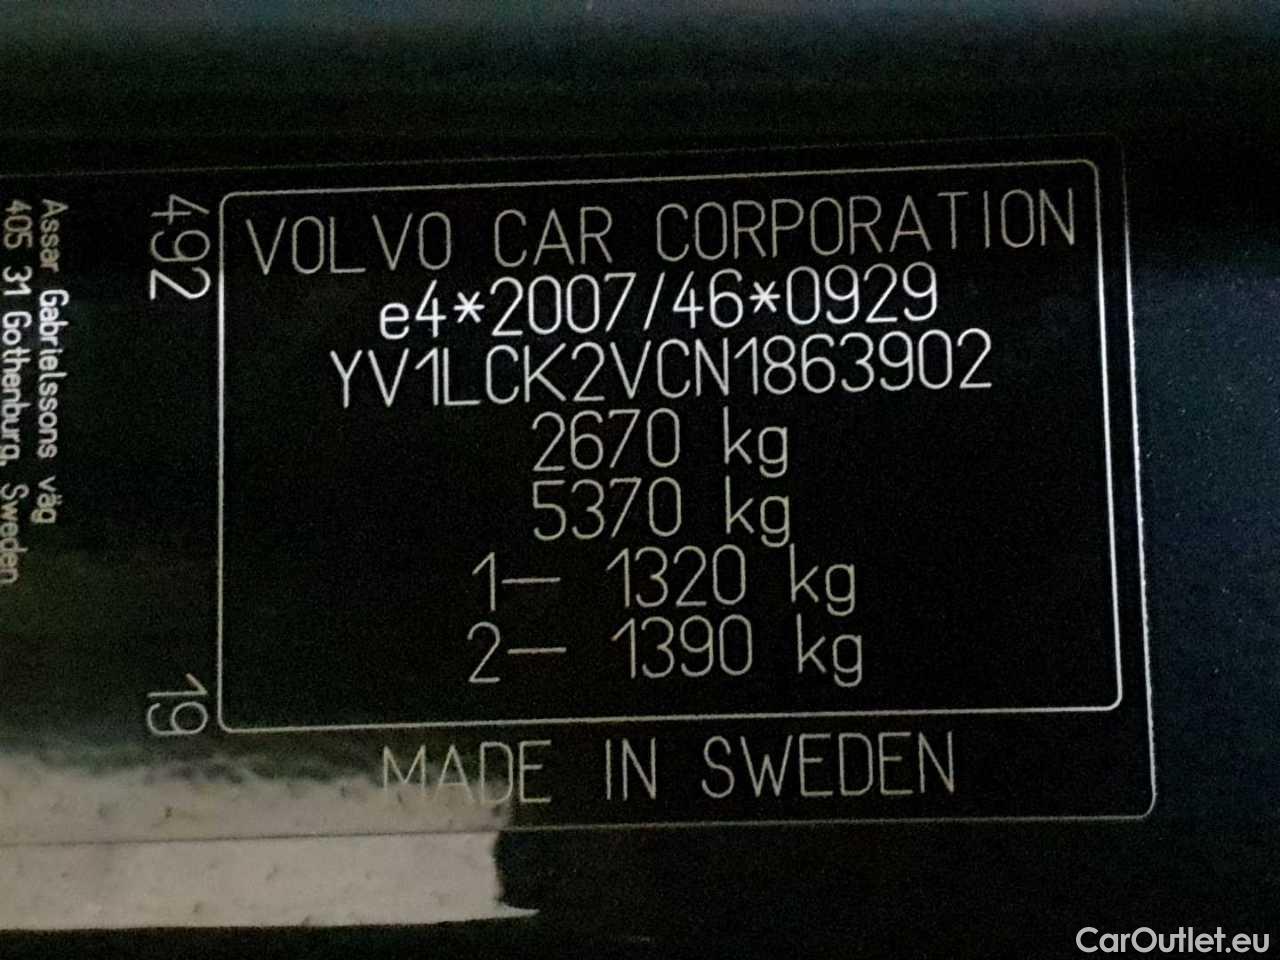 VOLVO CAR CORPORATION
e4*2007/46*0929
YV1LCK2VCN1863902
2670 kg
5370 kg
1— 1320 kg
2— 1390 kg
MADE IN SWEDEN
492
19
Assar Gabrielssons väg
405 31 Gothenburg, Sweden
CarOutlet.eu